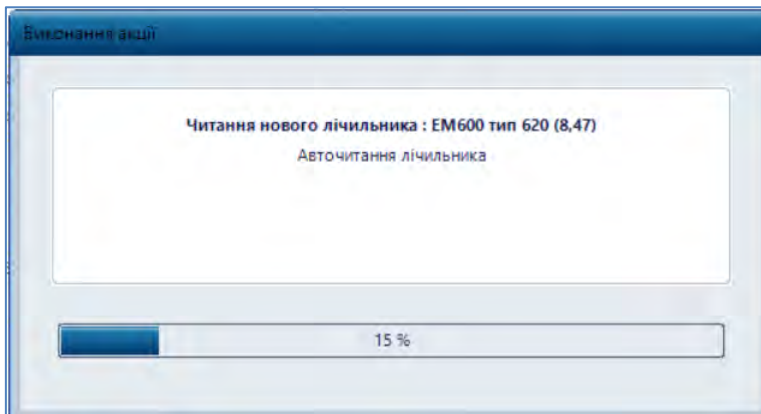 Виконання акції
Читання нового лічильника : EM600 тип 620 (8,47)
Авточитання лічильника
15 %